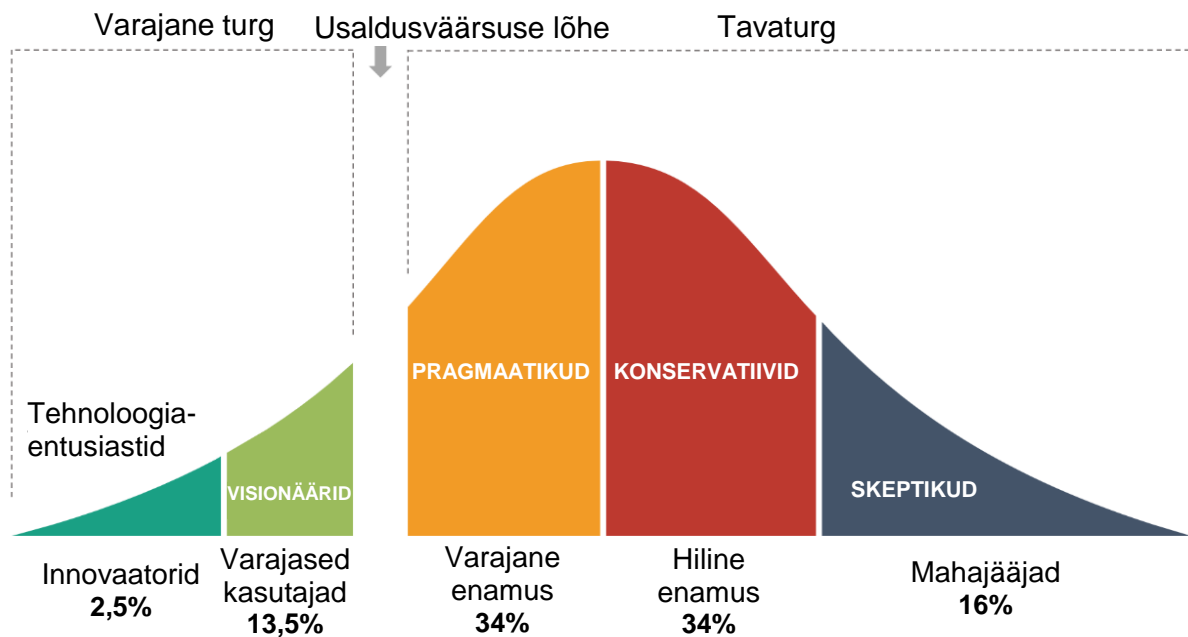 Varajane turg
Usaldusväärsuse lõhe
Tavaturg
PRAGMAATIKUD
KONSERVATIIVID
Tehnoloogia-
entusiastid
VISIONÄÄRID
SKEPTIKUD
Innovaatorid
2,5%
Varajased
kasutajad
13,5%
Varajane
enamus
34%
Hiline
enamus
34%
Mahajääjad
16%